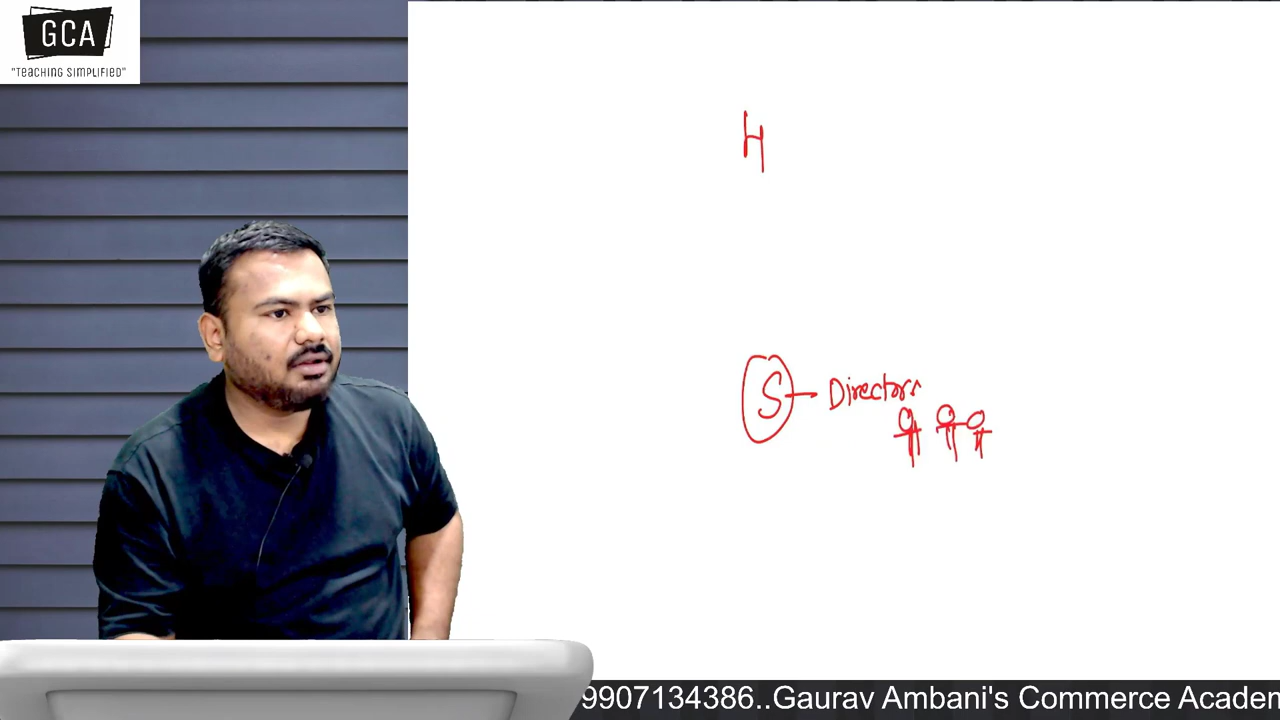 GCA
"TEACHING SIMPLIFIED"
H
S - Directors
9907134386..Gaurav Ambani's Commerce Academ